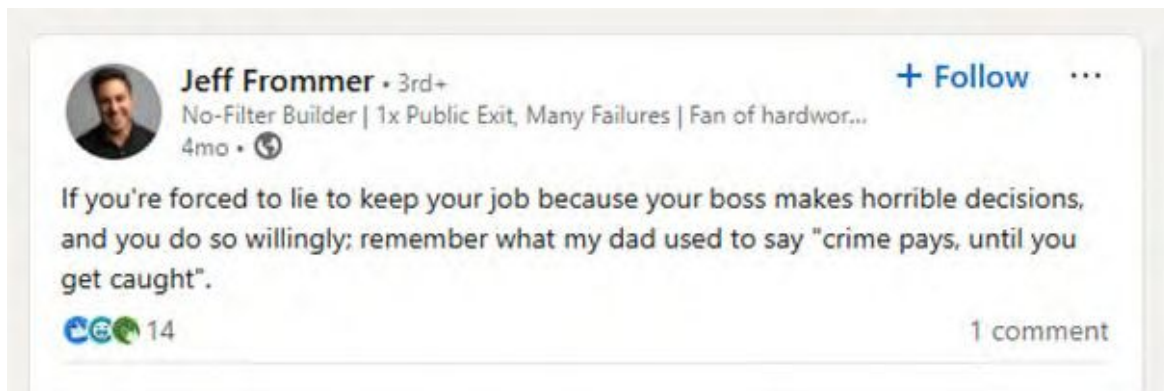 Jeff Frommer • 3rd+
+ Follow ...
No-Filter Builder | 1x Public Exit, Many Failures | Fan of hardwor...
4mo •
If you're forced to lie to keep your job because your boss makes horrible decisions,
and you do so willingly; remember what my dad used to say "crime pays, until you
get caught".
14
1 comment